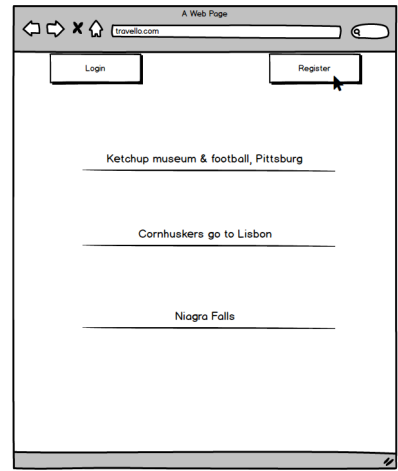 A Web Page
travello.com
Login
Register
Ketchup museum & football, Pittsburg
Cornhuskers go to Lisbon
Niagra Falls